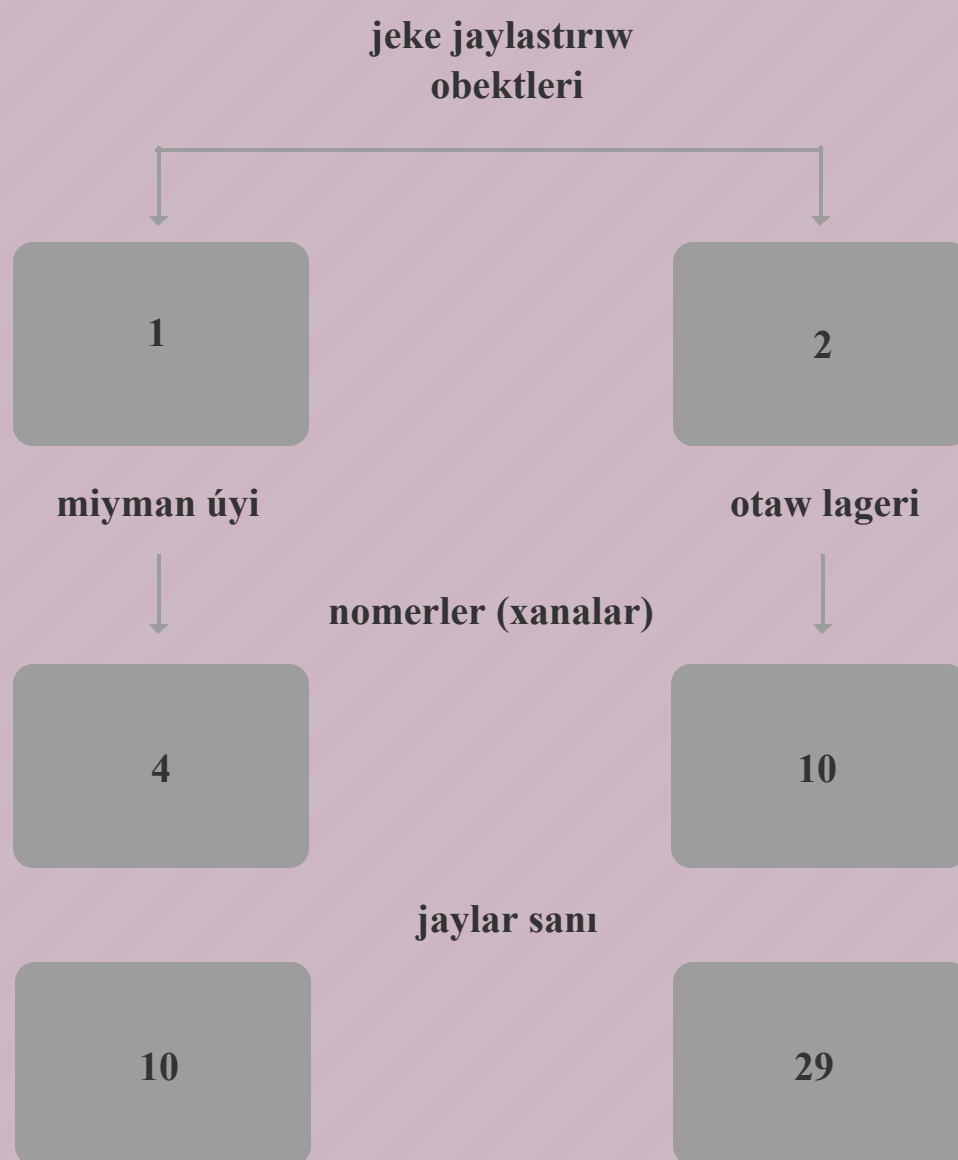 jeke jaylastırıw
obektleri
1
2
miyman úyi
otaw lageri
nomerler (xanalar)
4
10
jaylar sanı
10
29